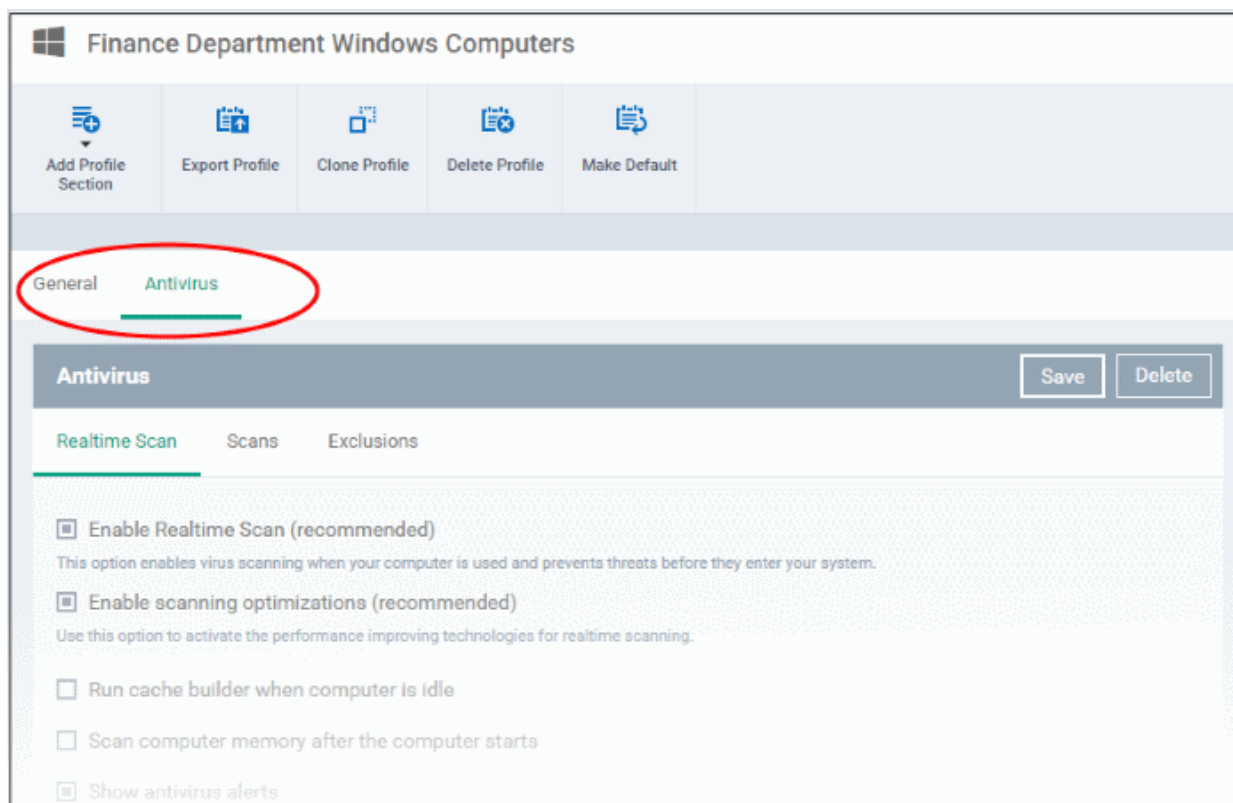 Finance Department Windows Computers
Add Profile
Section
Export Profile
Clone Profile
Delete Profile
Make Default
General
Antivirus
Antivirus
Save
Delete
Realtime Scan
Scans
Exclusions
Enable Realtime Scan (recommended)
This option enables virus scanning when your computer is used and prevents threats before they enter your system.
Enable scanning optimizations (recommended)
Use this option to activate the performance improving technologies for realtime scanning.
Run cache builder when computer is idle
Scan computer memory after the computer starts
Show antivirus alerts